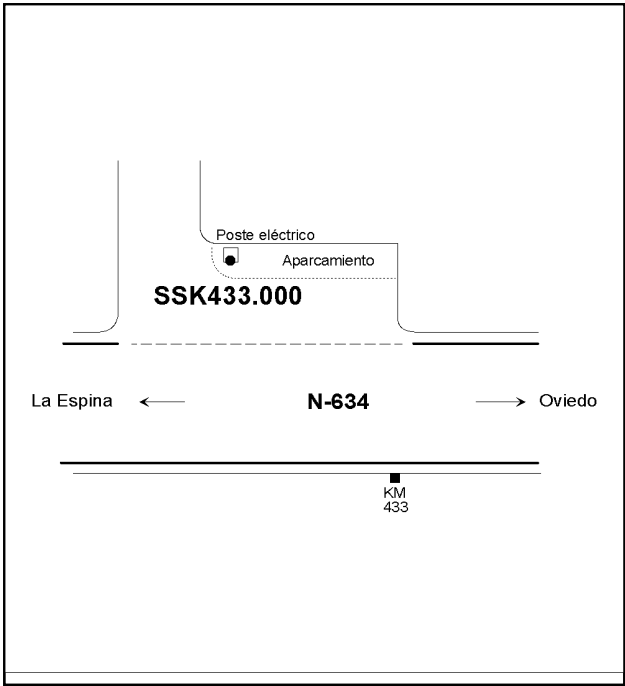 Poste eléctrico
Aparcamiento
SSK433.000
La Espina
N-634
Oviedo
KM
433